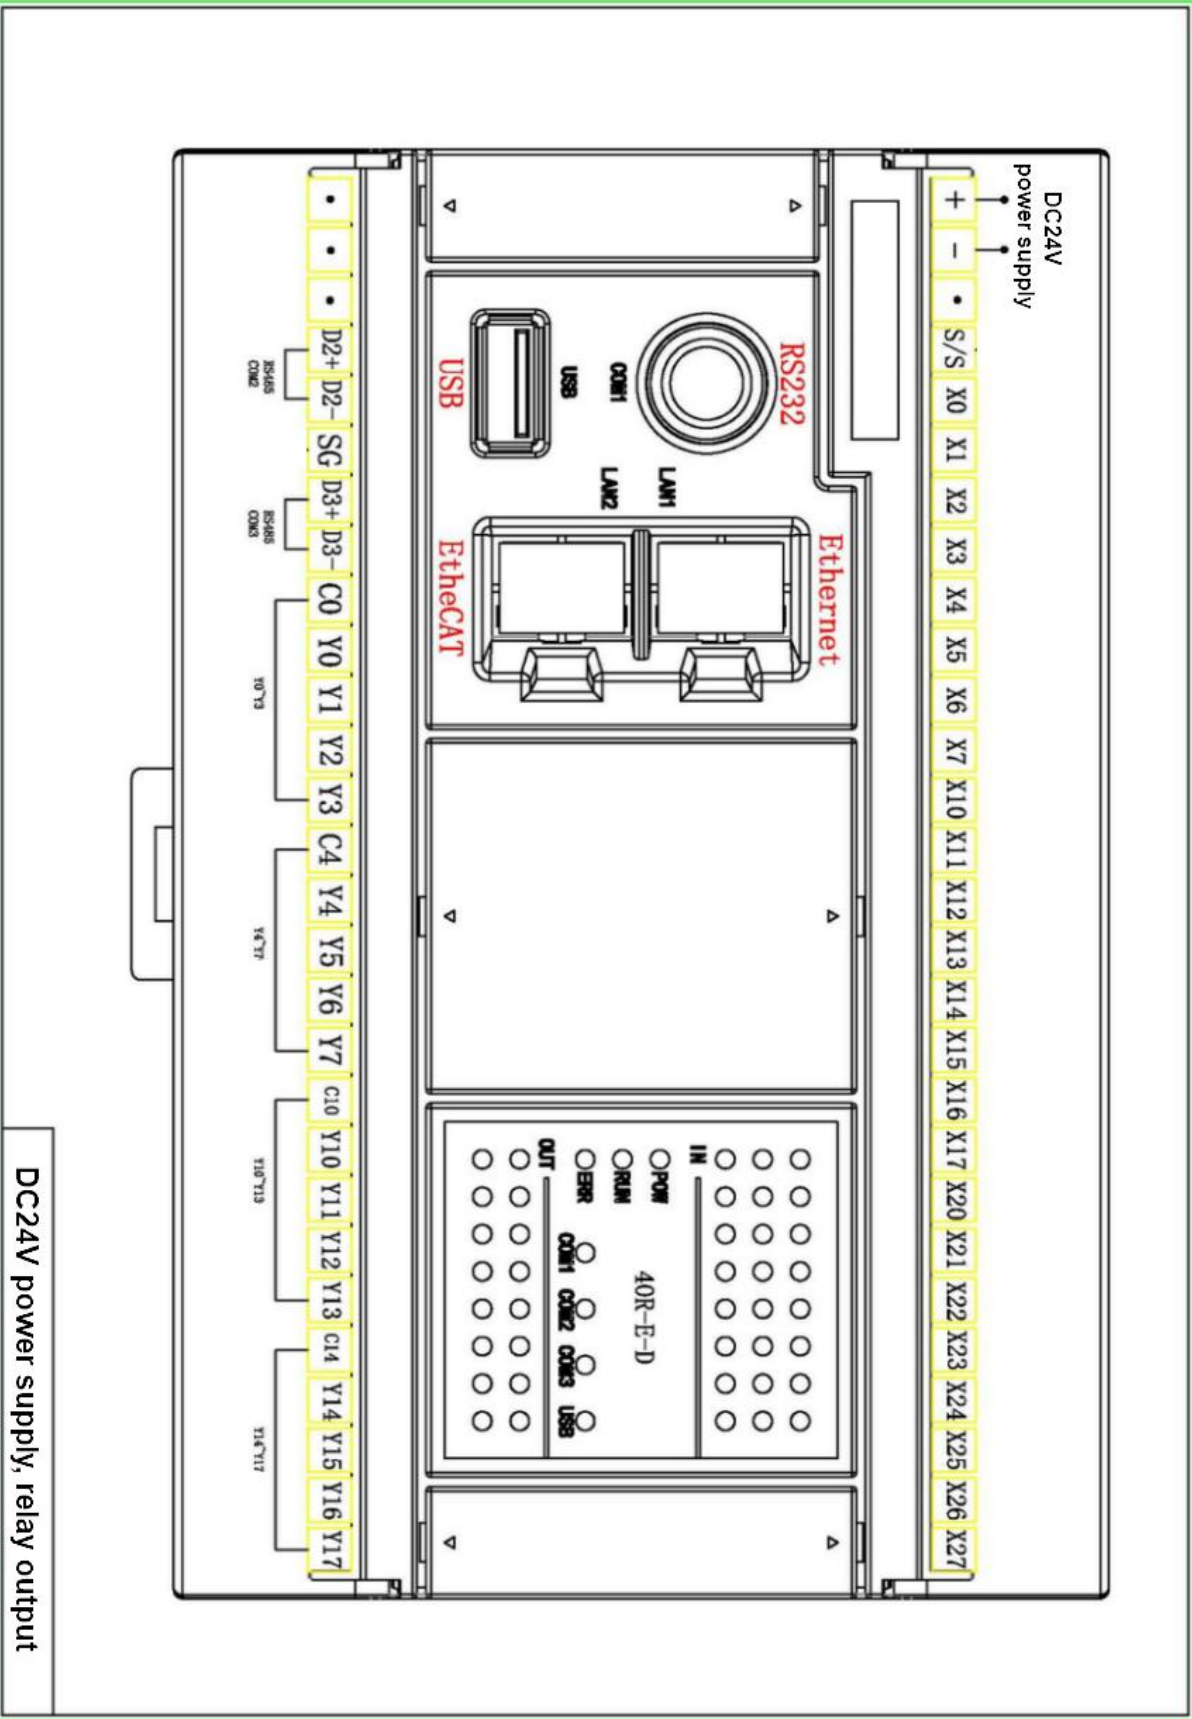 DC24V
power supply
+
-
•
S/S
X0
X1
X2
X3
X4
X5
X6
X7
X10
X11
X12
X13
X14
X15
X16
X17
X20
X21
X22
X23
X24
X25
X26
X27
RS232
COM1
USB
USB
LAN1
LAN2
Ethernet
EtheCAT
IN
POW
RUN
ERR
40R-E-D
COM1
COM2
COM3
USB
OUT
•
•
•
D2+
D2-
SG
D3+
D3-
C0
Y0
Y1
Y2
Y3
C4
Y4
Y5
Y6
Y7
C10
Y10
Y11
Y12
Y13
C14
Y14
Y15
Y16
Y17
RS485
COM2
RS485
COM3
Y0~Y3
Y4~Y7
Y10~Y13
Y14~Y17
DC24V power supply, relay output